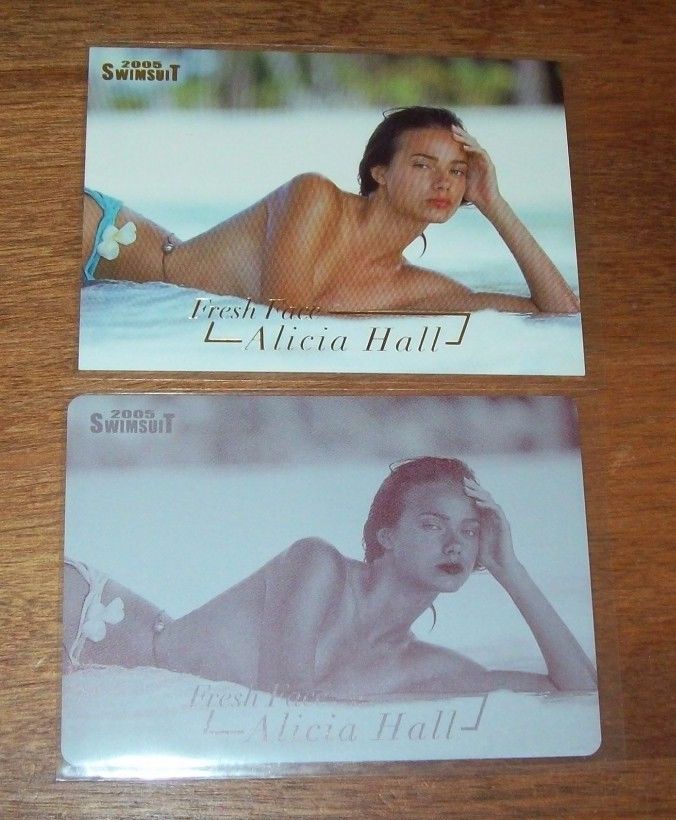 2005
SWIMSUIT
Fresh Face
Alicia Hall
2005
SWIMSUIT
Fresh Face
Alicia Hall